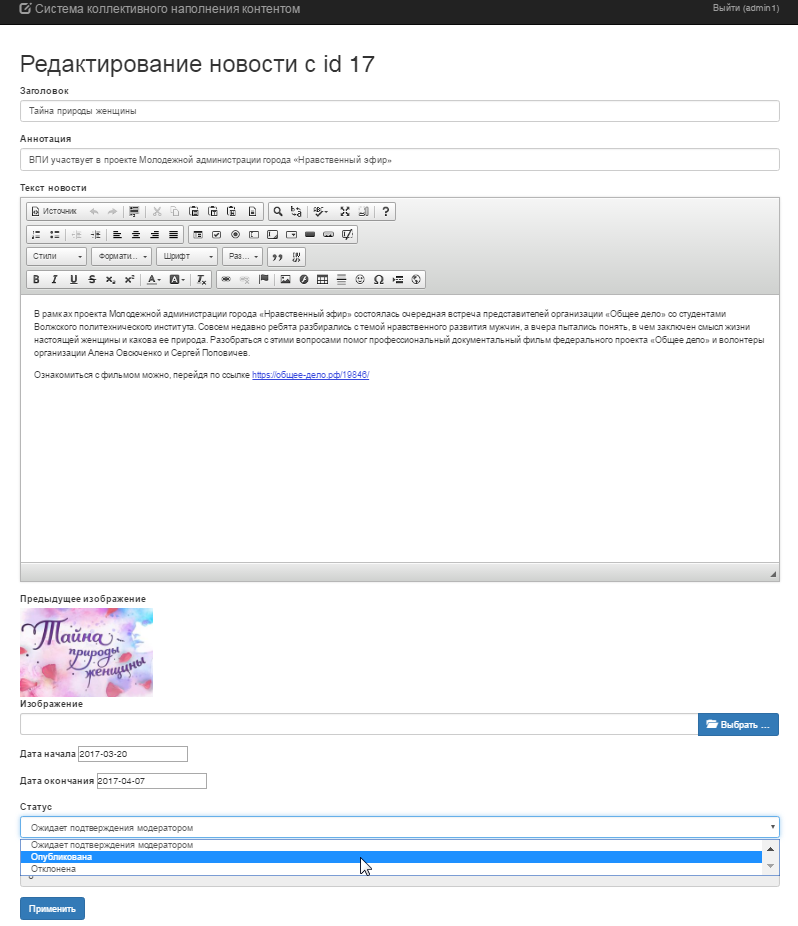 Система коллективного наполнения контентом
Выйти (admin1)
Редактирование новости с id 17
Заголовок
Тайна природы женщины
Аннотация
ВПИ участвует в проекте Молодежной администрации города «Нравственный эфир»
Текст новости
Источник
Стили
Формати...
Шрифт
Раз...
В рамках проекта Молодежной администрации города «Нравственный эфир» состоялась очередная встреча представителей организации «Общее дело» со студентами
Волжского политехнического института. Совсем недавно ребята разбирались с темой нравственного развития мужчин, а вчера пытались понять, в чем заключен смысл жизни
настоящей женщины и какова ее природа. Разобраться с этими вопросами помог профессиональный документальный фильм федерального проекта «Общее дело» и волонтеры
организации Алена Овсюченко и Сергей Поповичев.
Ознакомиться с фильмом можно, перейдя по ссылке https://общее-дело.рф/19846/
Предыдущее изображение
Тайна
природы
женщины
Изображение
Выбрать ...
Дата начала 2017-03-20
Дата окончания 2017-04-07
Статус
Ожидает подтверждения модератором
Ожидает подтверждения модератором
Опубликована
Отклонена
Применить